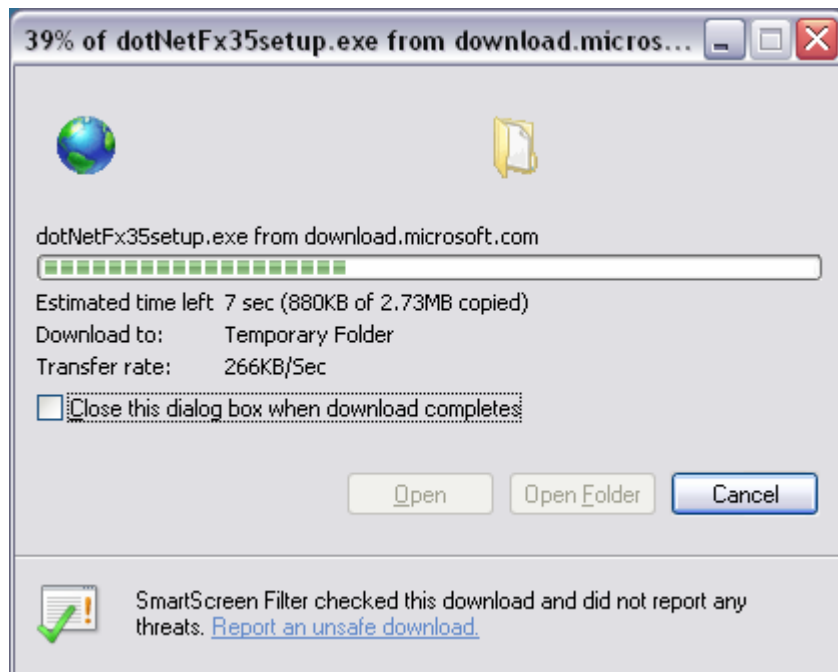 39% of dotNetFx35setup.exe from download.micros...
dotNetFx35setup.exe from download.microsoft.com
Estimated time left 7 sec (880KB of 2.73MB copied)
Download to: Temporary Folder
Transfer rate: 266KB/Sec
Close this dialog box when download completes
Open Open Folder Cancel
SmartScreen Filter checked this download and did not report any
threats. Report an unsafe download.